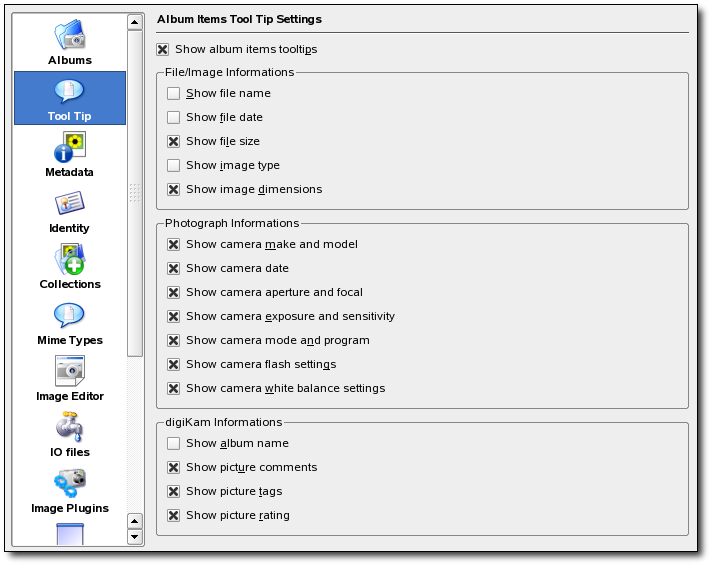 Albums
Tool Tip
Metadata
Identity
Collections
Mime Types
Image Editor
IO files
Image Plugins
Album Items Tool Tip Settings
Show album items tooltips
File/Image Informations
Show file name
Show file date
Show file size
Show image type
Show image dimensions
Photograph Informations
Show camera make and model
Show camera date
Show camera aperture and focal
Show camera exposure and sensitivity
Show camera mode and program
Show camera flash settings
Show camera white balance settings
digiKam Informations
Show album name
Show picture comments
Show picture tags
Show picture rating